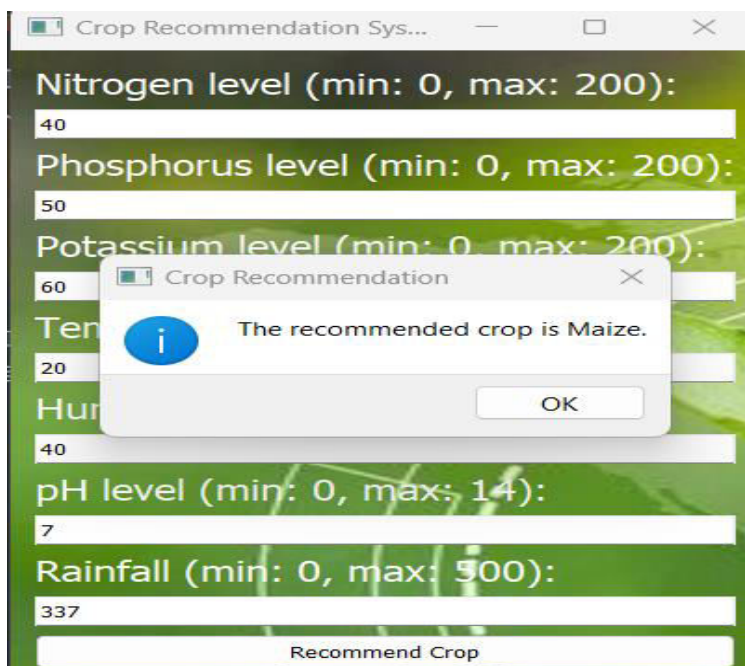 Crop Recommendation Sys...
Nitrogen level (min: 0, max: 200):
40
Phosphorus level (min: 0, max: 200):
50
Potassium level (min: 0, max: 200):
60
Crop Recommendation
The recommended crop is Maize.
OK
20
40
pH level (min: 0, max: 14):
7
Rainfall (min: 0, max: 500):
337
Recommend Crop